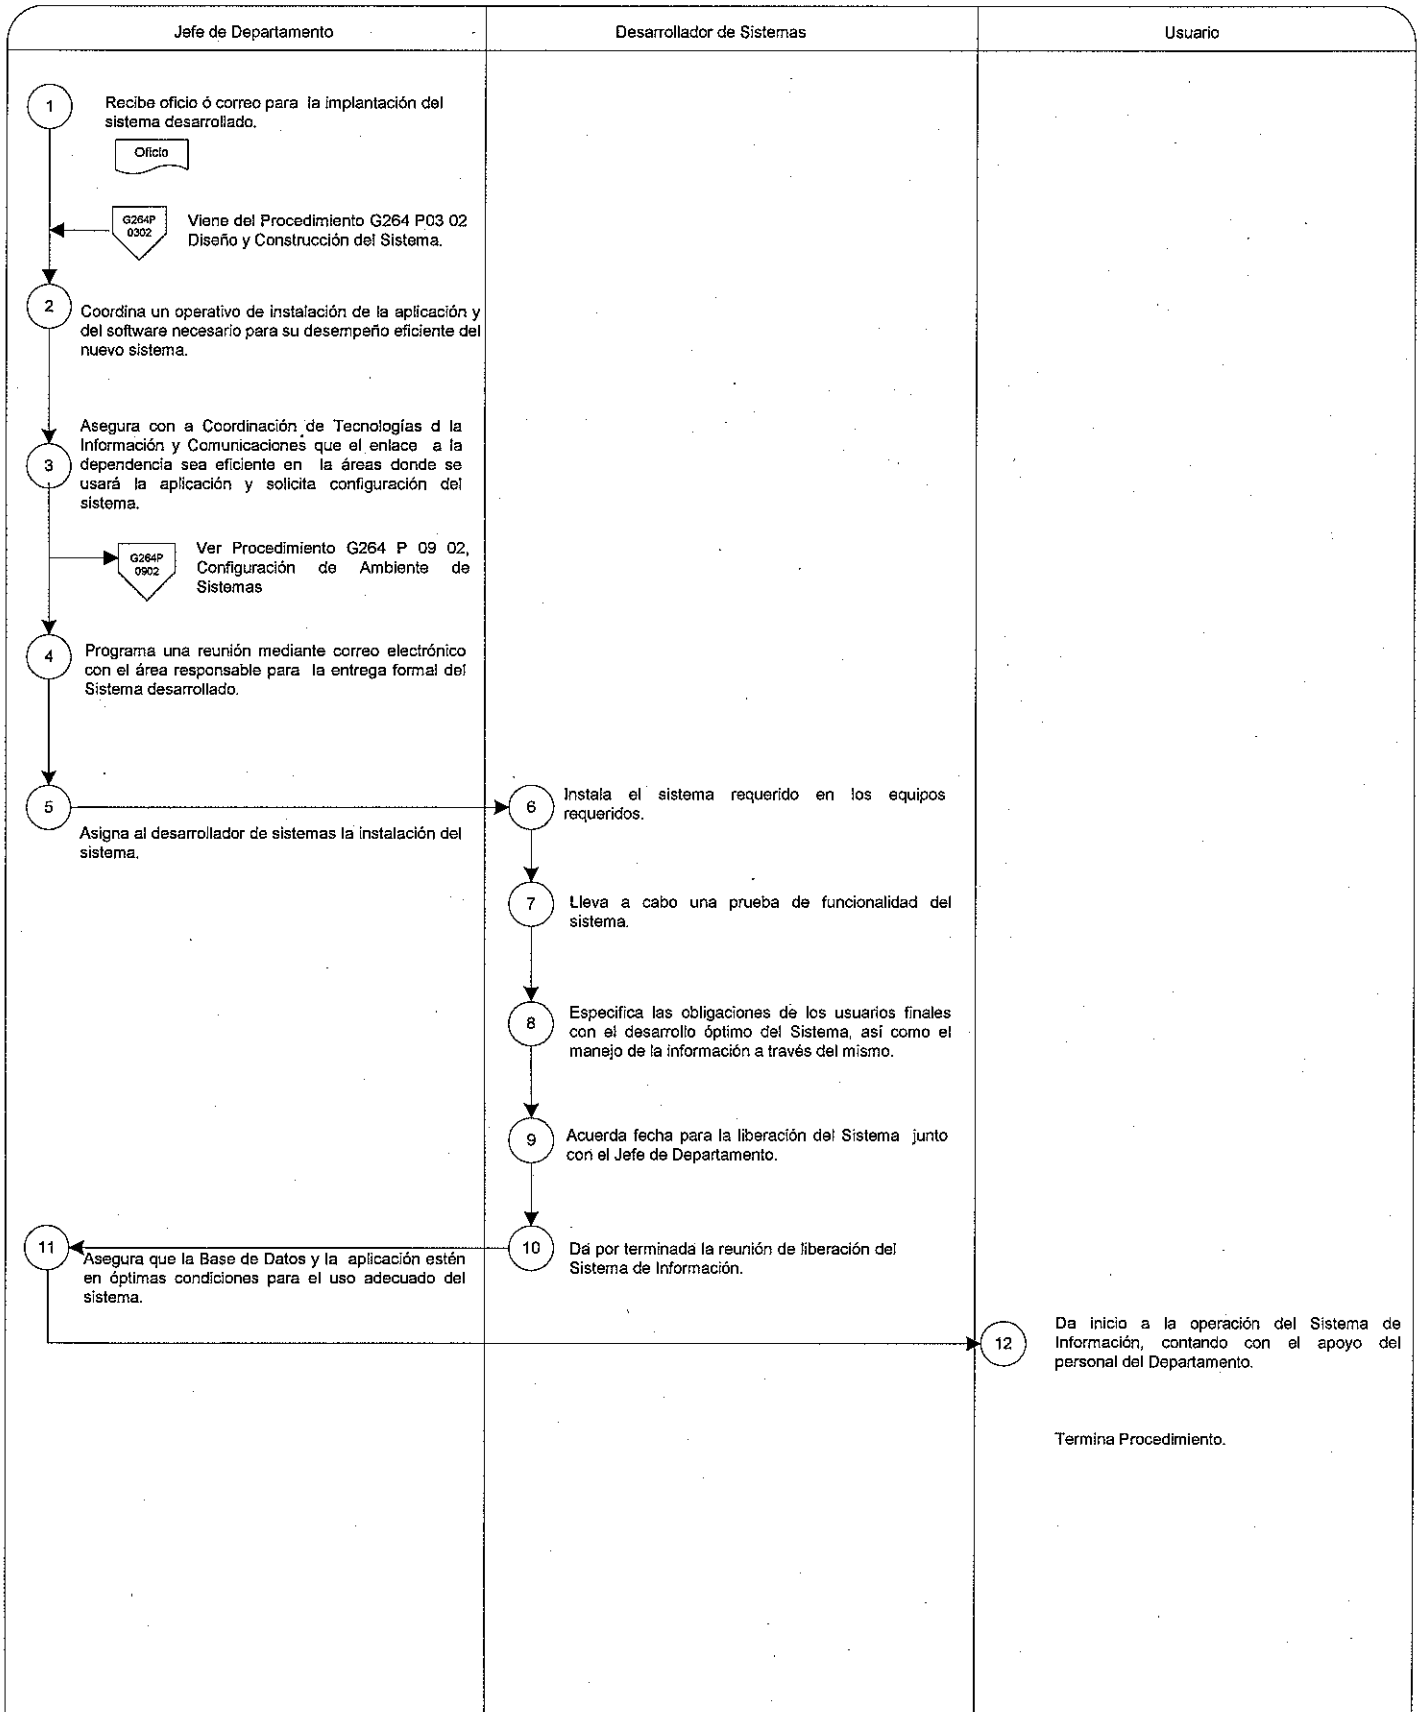 Jefe de Departamento
Desarrollador de Sistemas
Usuario
1
Recibe oficio ó correo para la implantación del
sistema desarrollado.
Oficio
G264P
0302
Viene del Procedimiento G264 P03 02
Diseño y Construcción del Sistema.
2
Coordina un operativo de instalación de la aplicación y
del software necesario para su desempeño eficiente del
nuevo sistema.
3
Asegura con a Coordinación de Tecnologías d la
Información y Comunicaciones que el enlace a la
dependencia sea eficiente en la áreas donde se
usará la aplicación y solicita configuración del
sistema.
G264P
0902
Ver Procedimiento G264 P 09 02,
Configuración de Ambiente de
Sistemas
4
Programa una reunión mediante correo electrónico
con el área responsable para la entrega formal del
Sistema desarrollado.
5
Asigna al desarrollador de sistemas la instalación del
sistema.
6
Instala el sistema requerido en los equipos
requeridos.
7
Lleva a cabo una prueba de funcionalidad del
sistema.
8
Especifica las obligaciones de los usuarios finales
con el desarrollo óptimo del Sistema, así como el
manejo de la información a través del mismo.
9
Acuerda fecha para la liberación del Sistema junto
con el Jefe de Departamento.
10
Da por terminada la reunión de liberación del
Sistema de Información.
11
Asegura que la Base de Datos y la aplicación estén
en óptimas condiciones para el uso adecuado del
sistema.
12
Da inicio a la operación del Sistema de
Información, contando con el apoyo del
personal del Departamento.
Termina Procedimiento.